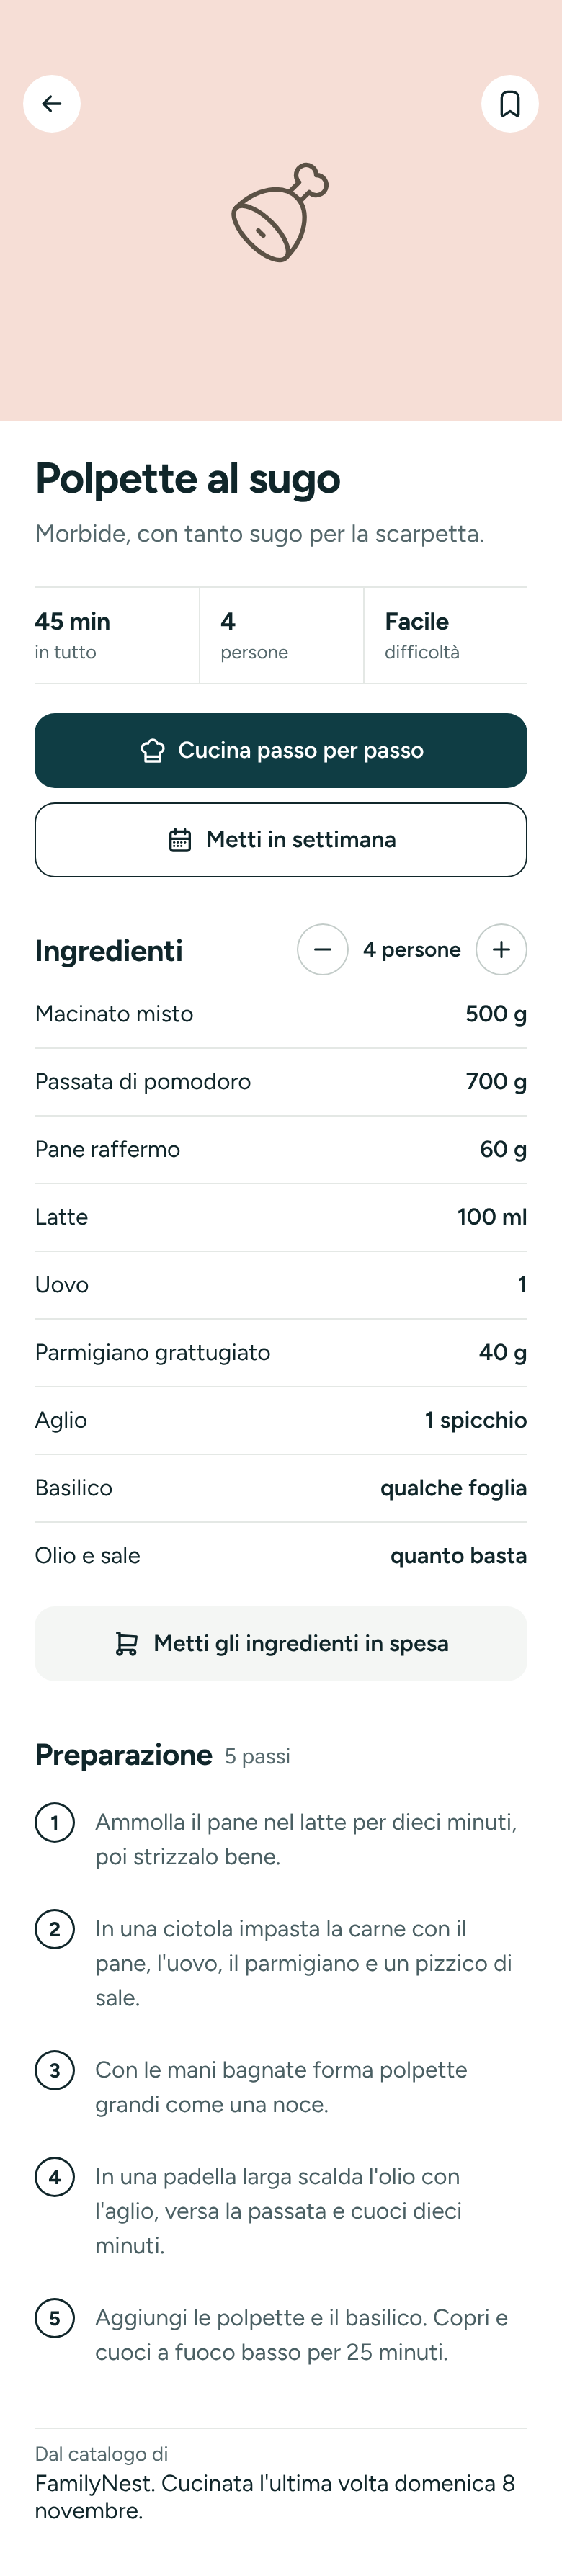 Polpette al sugo
Morbide, con tanto sugo per la scarpetta.
45 min
in tutto
4
persone
Facile
difficoltà
Cucina passo per passo
Metti in settimana
Ingredienti
4 persone
Macinato misto 500 g
Passata di pomodoro 700 g
Pane raffermo 60 g
Latte 100 ml
Uovo 1
Parmigiano grattugiato 40 g
Aglio 1 spicchio
Basilico qualche foglia
Olio e sale quanto basta
Metti gli ingredienti in spesa
Preparazione 5 passi
1 Ammolla il pane nel latte per dieci minuti,
poi strizzalo bene.
2 In una ciotola impasta la carne con il
pane, l'uovo, il parmigiano e un pizzico di
sale.
3 Con le mani bagnate forma polpette
grandi come una noce.
4 In una padella larga scalda l'olio con
l'aglio, versa la passata e cuoci dieci
minuti.
5 Aggiungi le polpette e il basilico. Copri e
cuoci a fuoco basso per 25 minuti.
Dal catalogo di
FamilyNest. Cucinata l'ultima volta domenica 8
novembre.